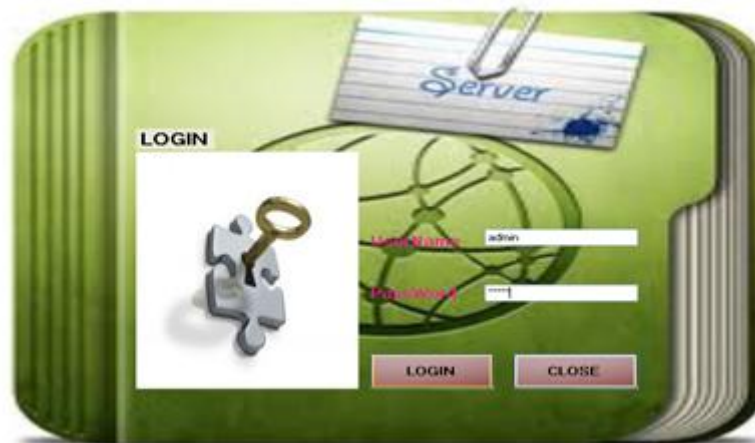 Server
LOGIN
User Name
admin
PassWord
*****
LOGIN
CLOSE